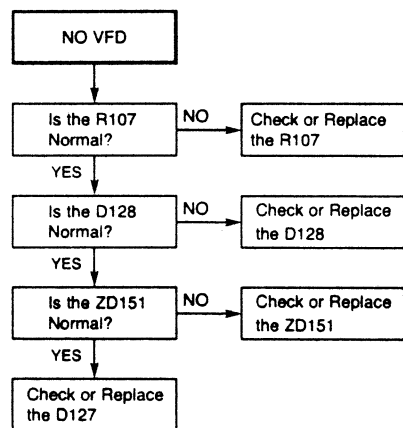 NO VFD
Is the R107
Normal?
NO
Check or Replace
the R107
YES
Is the D128
Normal?
NO
Check or Replace
the D128
YES
Is the ZD151
Normal?
NO
Check or Replace
the ZD151
YES
Check or Replace
the D127